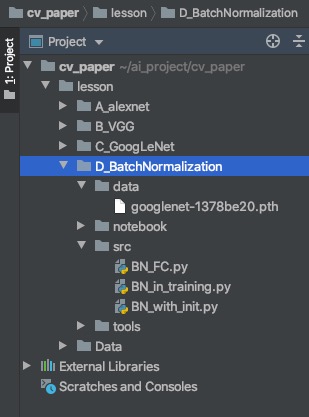 cv_paper lesson D_BatchNormalization
1: Project
Project
cv_paper ~/ai_project/cv_paper
lesson
A_alexnet
B_VGG
C_GoogLeNet
D_BatchNormalization
data
googlenet-1378be20.pth
notebook
src
BN_FC.py
BN_in_training.py
BN_with_init.py
tools
Data
External Libraries
Scratches and Consoles